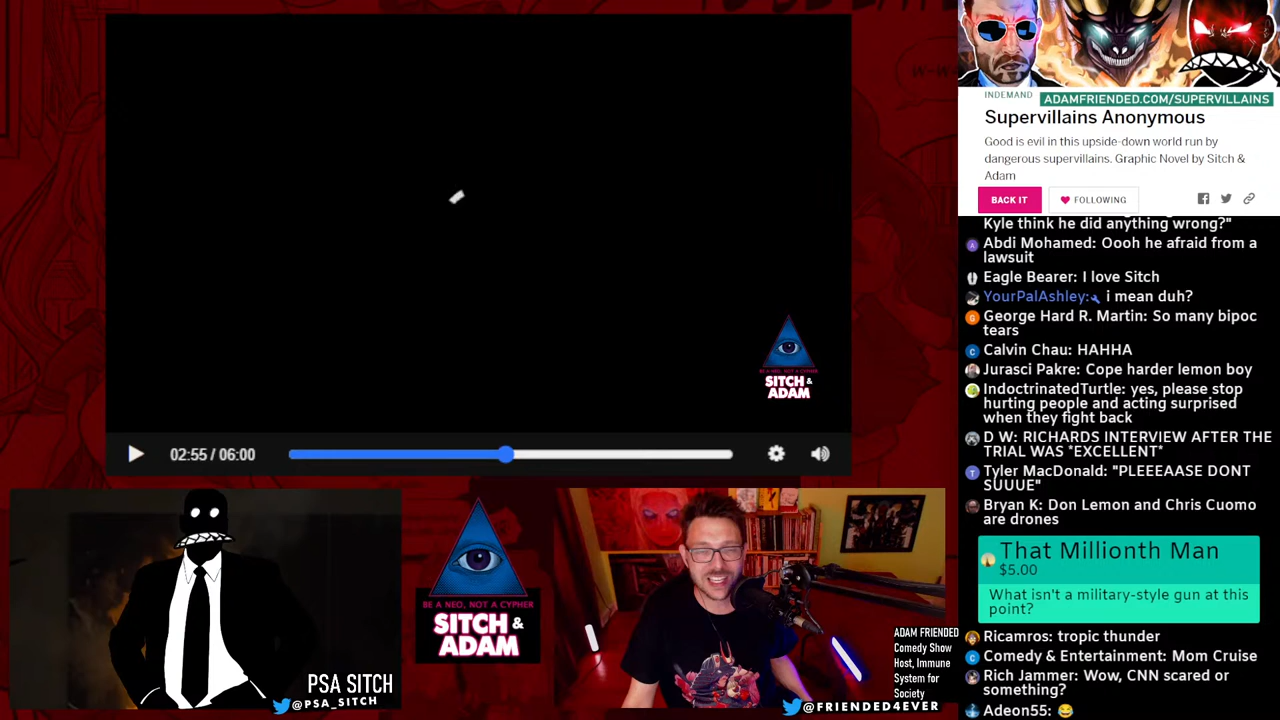 BE A NEO, NOT A CYPHER
SITCH &
ADAM
02:55 / 06:00
PSA SITCH
@PSA_SITCH
BE A NEO, NOT A CYPHER
SITCH &
ADAM
ADAM FRIENDED
Comedy Show
Host, Immune
System for
Society
@FRIENDED4EVER
INDEMAND
ADAMFRIENDED.COM/SUPERVILLAINS
Supervillains Anonymous
Good is evil in this upside-down world run by
dangerous supervillains. Graphic Novel by Sitch &
Adam
BACK IT
FOLLOWING
Kyle think he did anything wrong?"
Abdi Mohamed: Oooh he afraid from a
lawsuit
Eagle Bearer: I love Sitch
YourPalAshley: i mean duh?
George Hard R. Martin: So many bipoc
tears
Calvin Chau: HAHHA
Jurasci Pakre: Cope harder lemon boy
IndoctrinatedTurtle: yes, please stop
hurting people and acting surprised
when they fight back
D W: RICHARDS INTERVIEW AFTER THE
TRIAL WAS *EXCELLENT*
Tyler MacDonald: "PLEEEAASE DONT
SUUUE"
Bryan K: Don Lemon and Chris Cuomo
are drones
That Millionth Man
$5.00
What isn't a military-style gun at this
point?
Ricamros: tropic thunder
Comedy & Entertainment: Mom Cruise
Rich Jammer: Wow, CNN scared or
something?
Adeon55: 😂